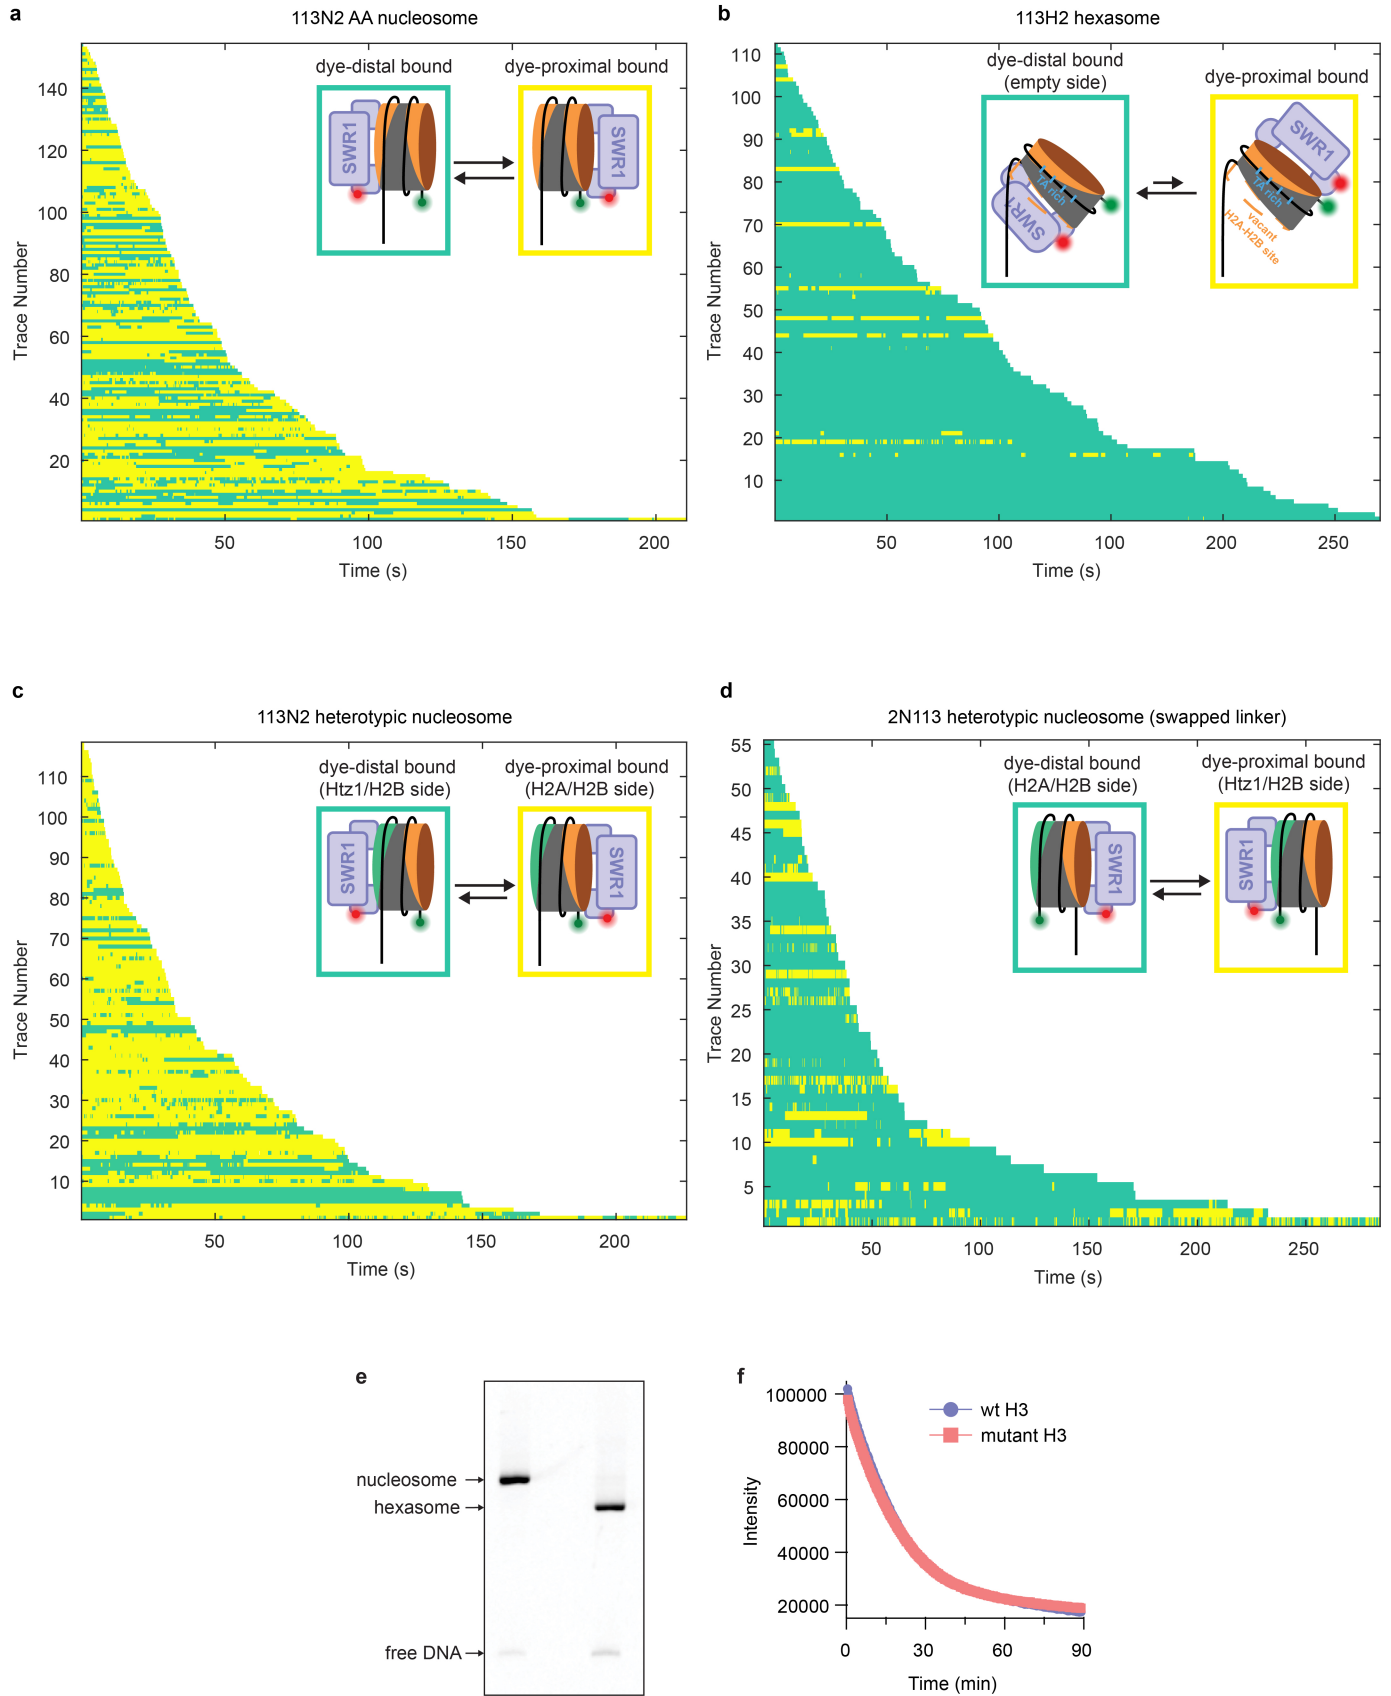 a
113N2 AA nucleosome
dye-distal bound
dye-proximal bound
SWR1
SWR1
140
120
100
80
60
40
20
Trace Number
50
100
150
200
Time (s)
b
113H2 hexasome
dye-distal bound
(empty side)
dye-proximal bound
SWR1
TA rich
SWR1
TA rich
vacant
H2A-H2B site
110
100
90
80
70
60
50
40
30
20
10
Trace Number
50
100
100
200
250
Time (s)
c
113N2 heterotypic nucleosome
dye-distal bound
(Htz1/H2B side)
dye-proximal bound
(H2A/H2B side)
SWR1
SWR1
110
100
90
80
70
60
50
40
30
20
10
Trace Number
50
100
150
200
Time (s)
d
2N113 heterotypic nucleosome (swapped linker)
dye-distal bound
(H2A/H2B side)
dye-proximal bound
(Htz1/H2B side)
SWR1
SWR1
55
50
45
40
35
30
25
20
15
10
5
Trace Number
50
100
150
200
250
Time (s)
e
nucleosome
hexasome
free DNA
f
100000
80000
60000
40000
20000
Intensity
wt H3
mutant H3
0
30
60
90
Time (min)